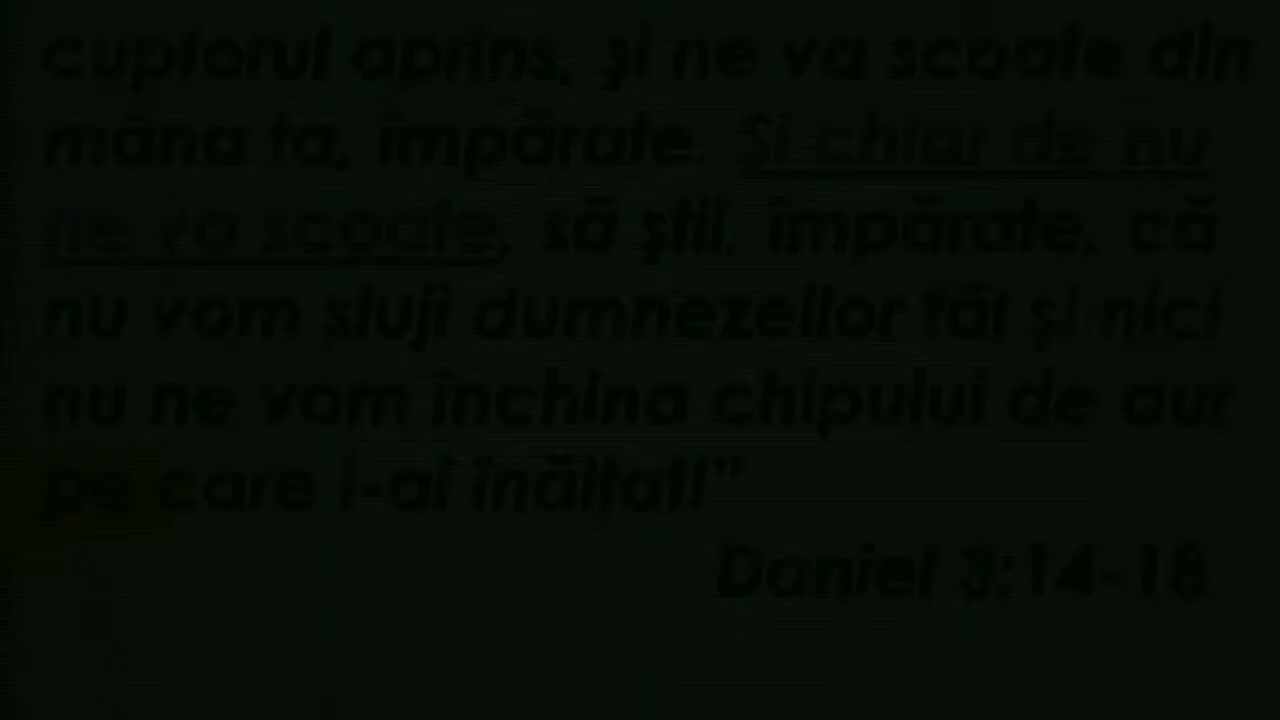 cuptorul aprins, şi ne va scoate din
mâna ta, împărate. Şi chiar de nu
ne va scoate, să ştii, împărate, că
nu vom sluji dumnezeilor tăi şi nici
nu ne vom închina chipului de aur
pe care l-ai înălţat!"
Daniel 3:14-18